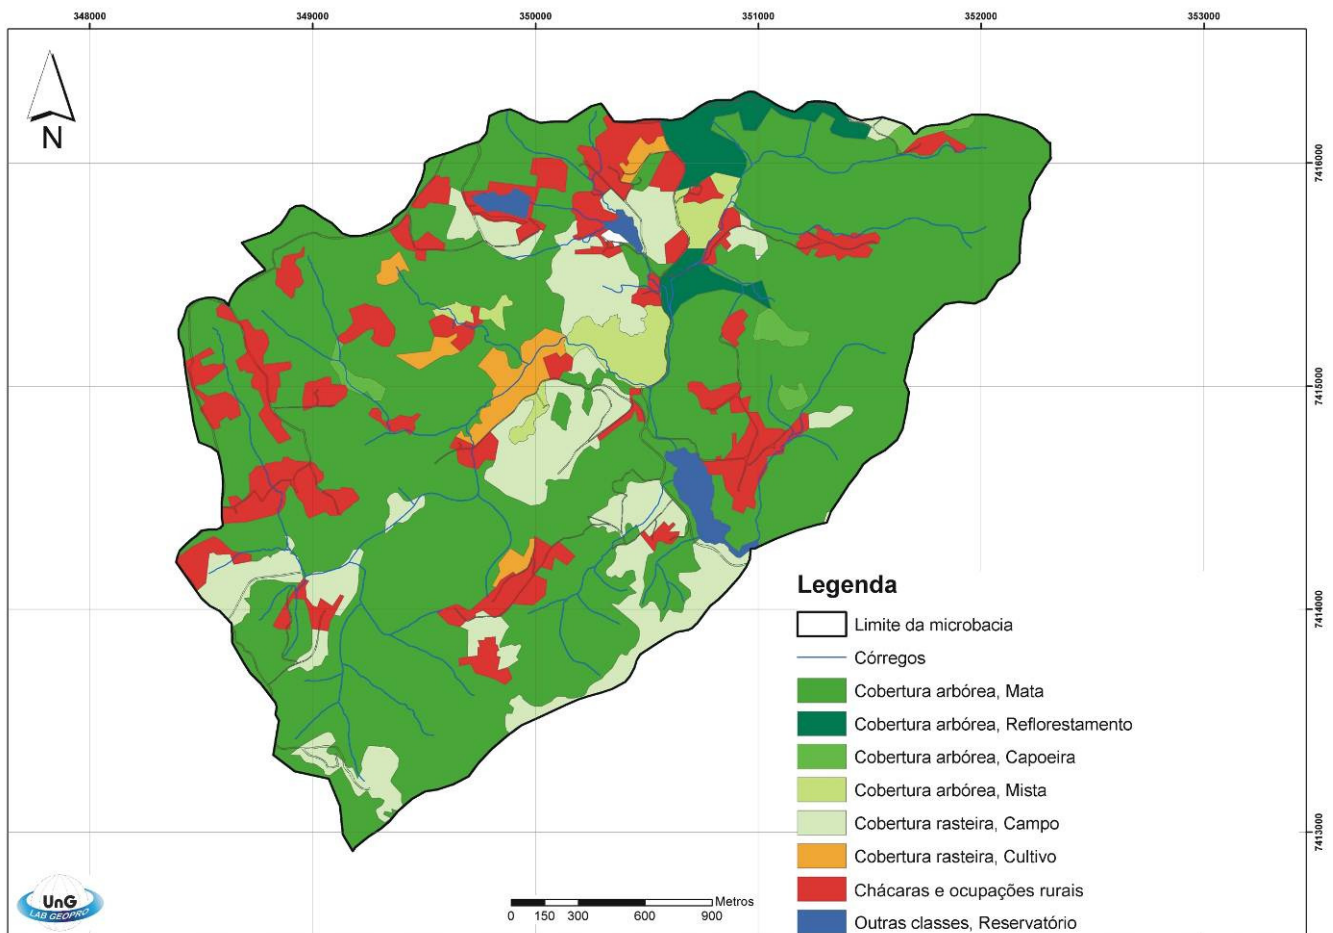 348000 349000 350000 351000 352000 353000
N
7416000
7415000
7414000
7413000
Legenda
Limite da microbacia
Córregos
Cobertura arbórea, Mata
Cobertura arbórea, Reflorestamento
Cobertura arbórea, Capoeira
Cobertura arbórea, Mista
Cobertura rasteira, Campo
Cobertura rasteira, Cultivo
Chácaras e ocupações rurais
Outras classes, Reservatório
UnG
LAB GEOPRO
Metros
0 150 300 600 900